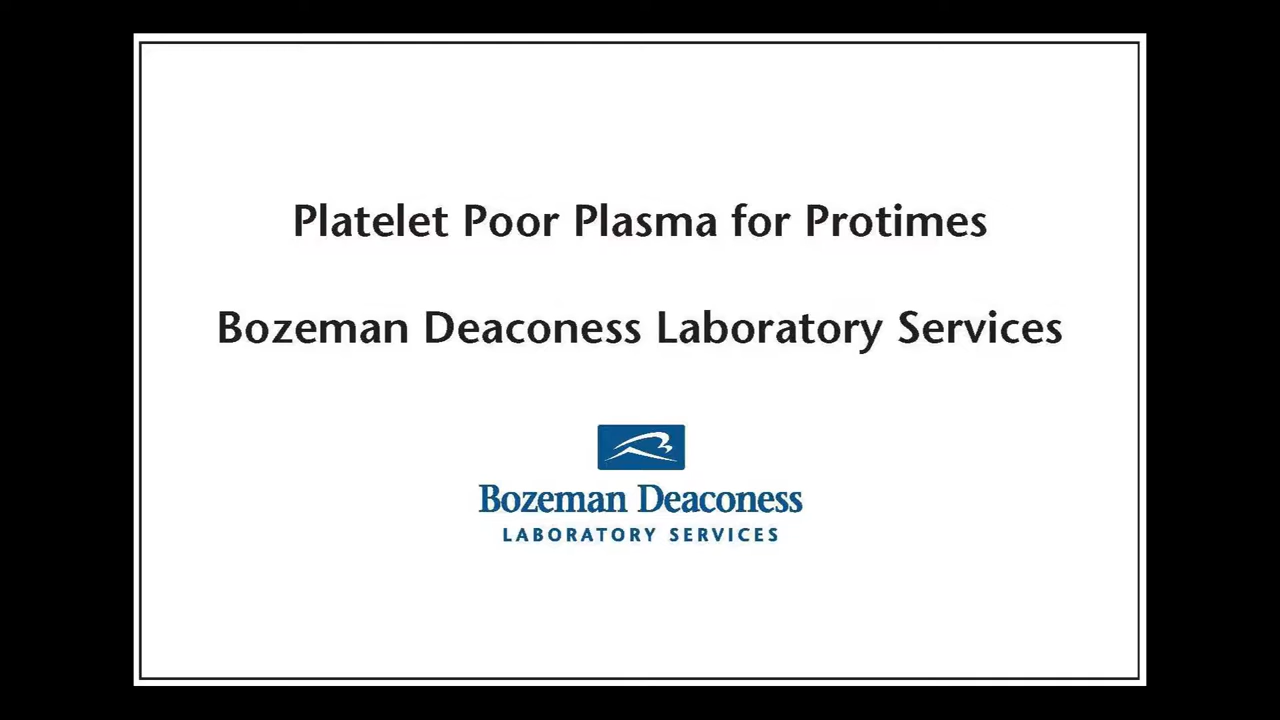 Platelet Poor Plasma for Protimes
Bozeman Deaconess Laboratory Services
Bozeman Deaconess
LABORATORY SERVICES